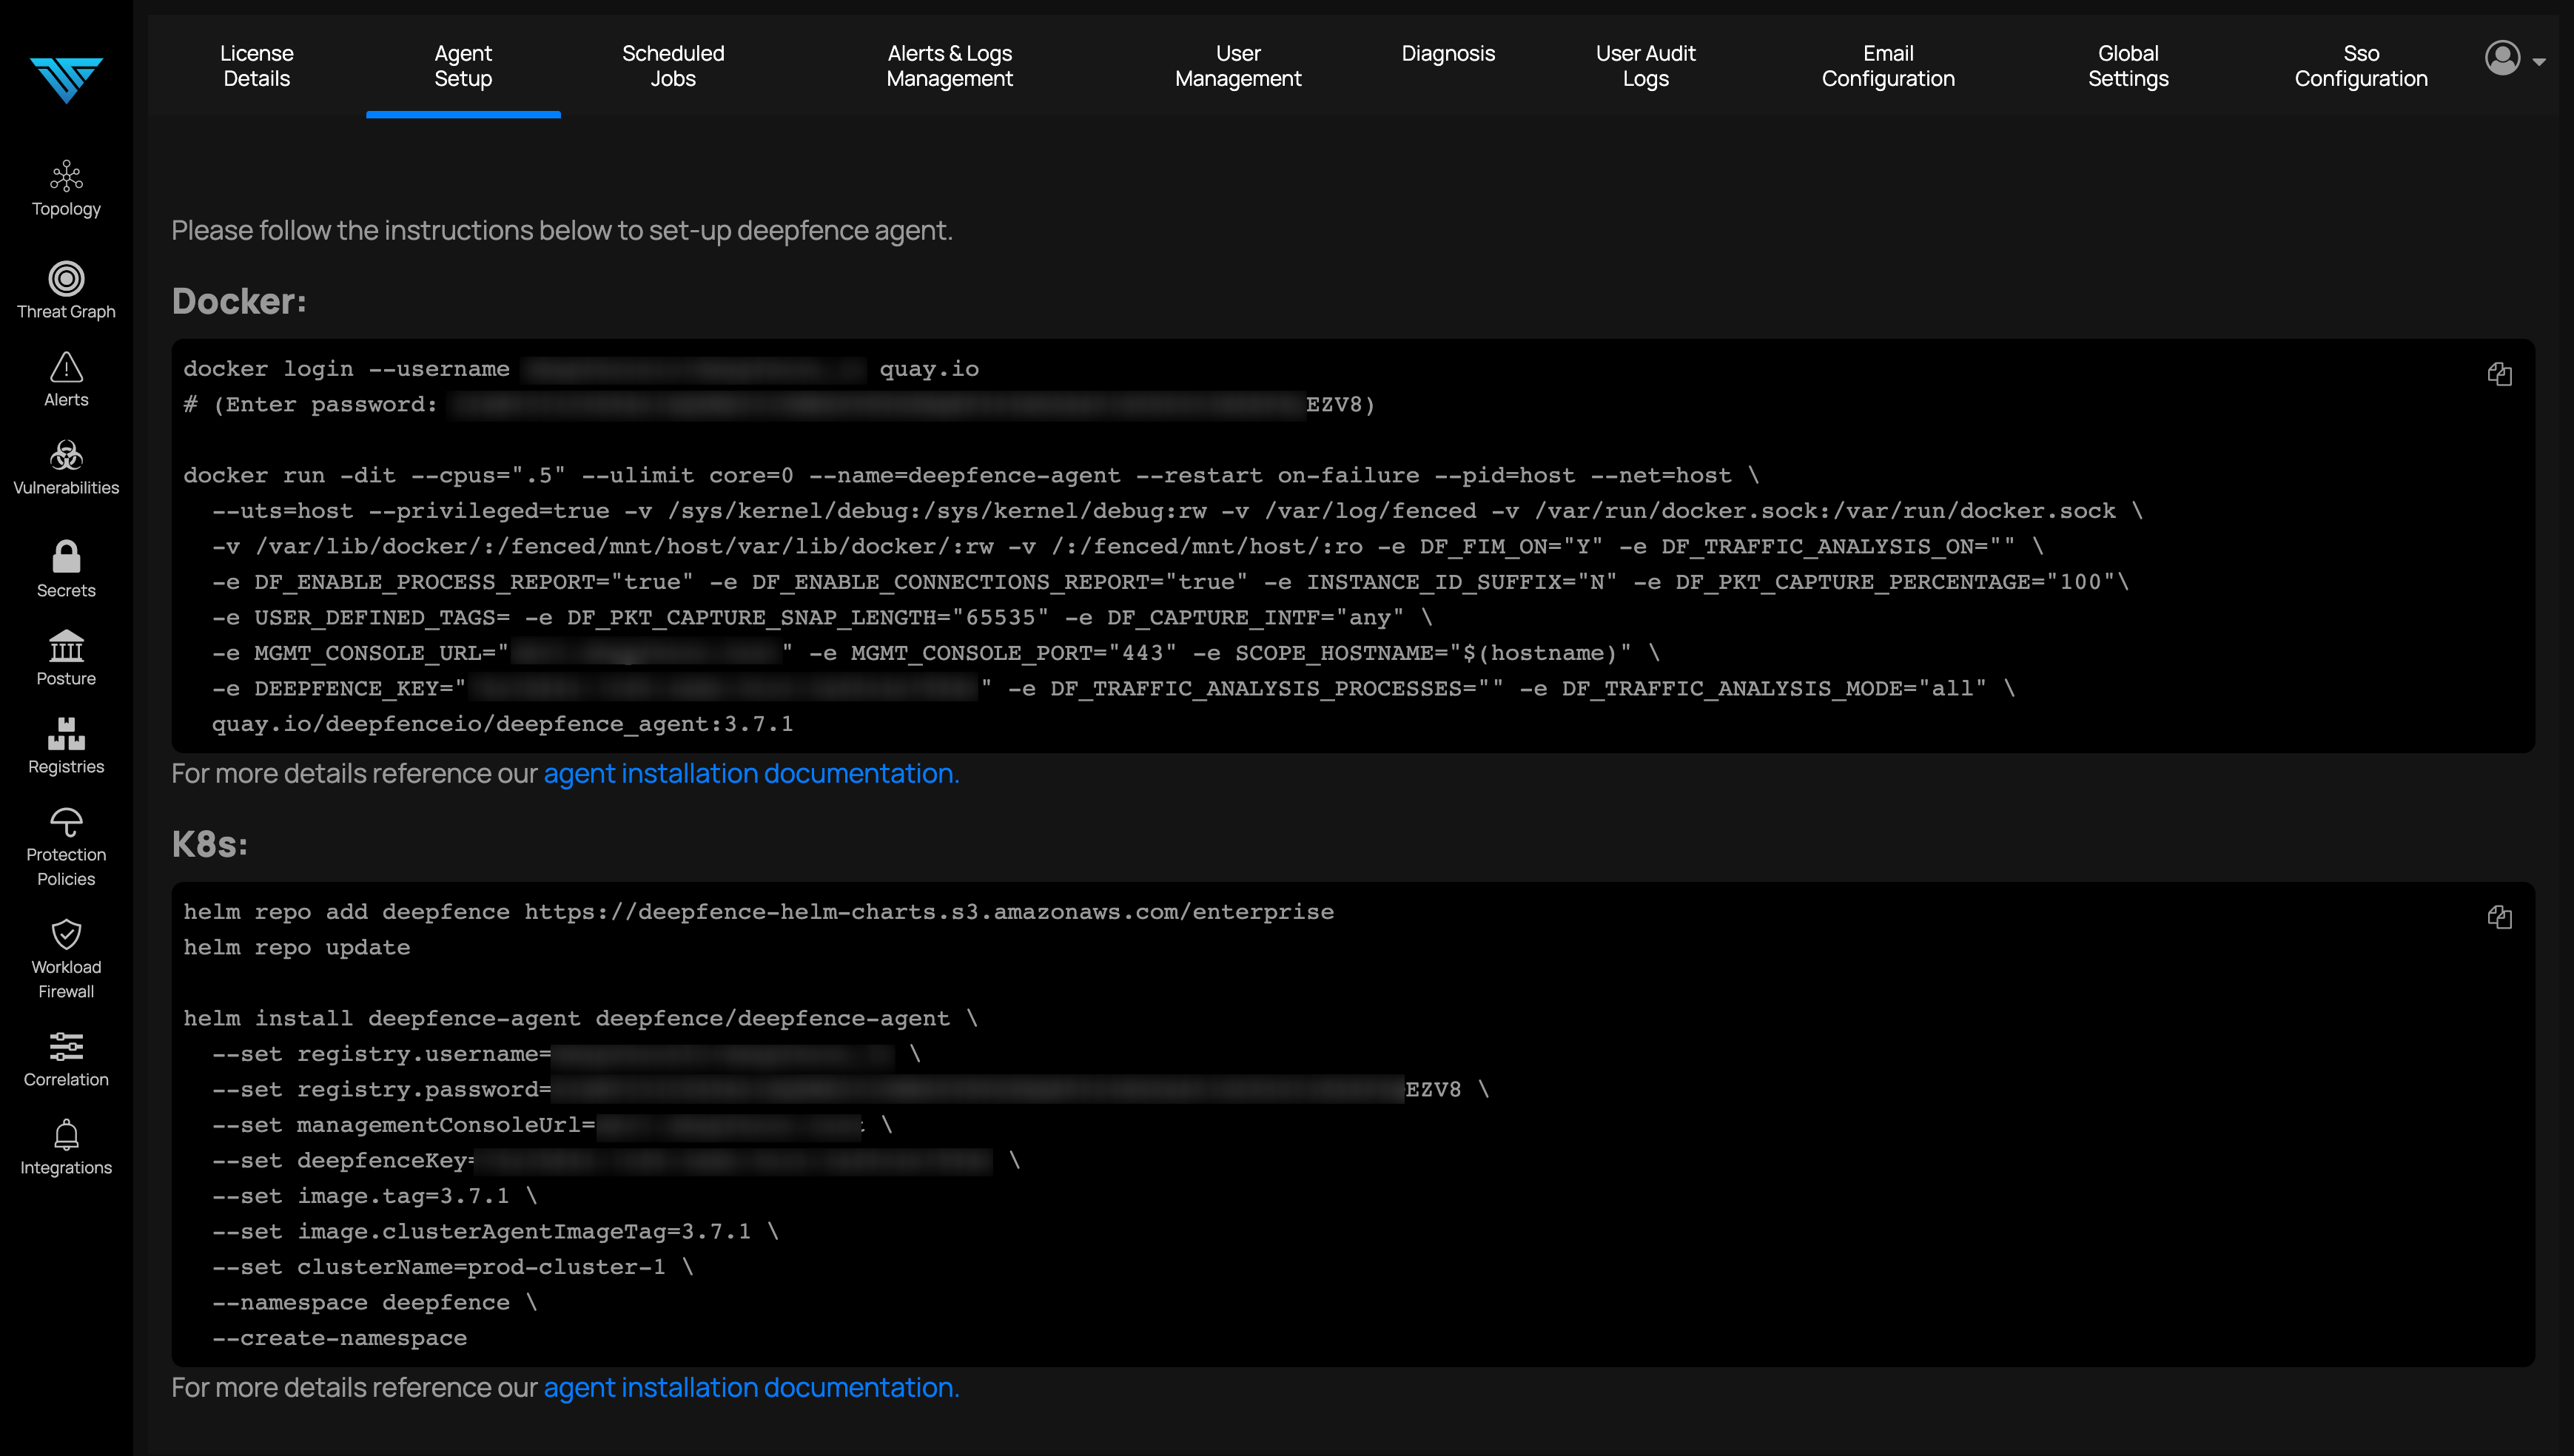 License Details
Agent Setup
Scheduled Jobs
Alerts & Logs Management
User Management
Diagnosis
User Audit Logs
Email Configuration
Global Settings
Sso Configuration
Topology
Threat Graph
Alerts
Vulnerabilities
Secrets
Posture
Registries
Protection Policies
Workload Firewall
Correlation
Integrations
Please follow the instructions below to set-up deepfence agent.
Docker:
docker login --username quay.io
# (Enter password: EZV8)
docker run -dit --cpus=".5" --ulimit core=0 --name=deepfence-agent --restart on-failure --pid=host --net=host \
--uts=host --privileged=true -v /sys/kernel/debug:/sys/kernel/debug:rw -v /var/log/fenced -v /var/run/docker.sock:/var/run/docker.sock \
-v /var/lib/docker/:/fenced/mnt/host/var/lib/docker/:rw -v /:/fenced/mnt/host/:ro -e DF_FIM_ON="Y" -e DF_TRAFFIC_ANALYSIS_ON="" \
-e DF_ENABLE_PROCESS_REPORT="true" -e DF_ENABLE_CONNECTIONS_REPORT="true" -e INSTANCE_ID_SUFFIX="N" -e DF_PKT_CAPTURE_PERCENTAGE="100"\
-e USER_DEFINED_TAGS= -e DF_PKT_CAPTURE_SNAP_LENGTH="65535" -e DF_CAPTURE_INTF="any" \
-e MGMT_CONSOLE_URL=" " -e MGMT_CONSOLE_PORT="443" -e SCOPE_HOSTNAME="$(hostname)" \
-e DEEPFENCE_KEY=" " -e DF_TRAFFIC_ANALYSIS_PROCESSES="" -e DF_TRAFFIC_ANALYSIS_MODE="all" \
quay.io/deepfenceio/deepfence_agent:3.7.1
For more details reference our agent installation documentation.
K8s:
helm repo add deepfence https://deepfence-helm-charts.s3.amazonaws.com/enterprise
helm repo update
helm install deepfence-agent deepfence/deepfence-agent \
--set registry.username= \
--set registry.password= EZV8 \
--set managementConsoleUrl= \
--set deepfenceKey= \
--set image.tag=3.7.1 \
--set image.clusterAgentImageTag=3.7.1 \
--set clusterName=prod-cluster-1 \
--namespace deepfence \
--create-namespace
For more details reference our agent installation documentation.